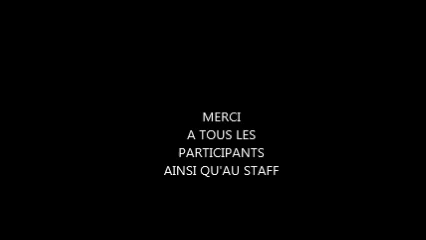 MERCI
A TOUS LES
PARTICIPANTS
AINSI QU'AU STAFF